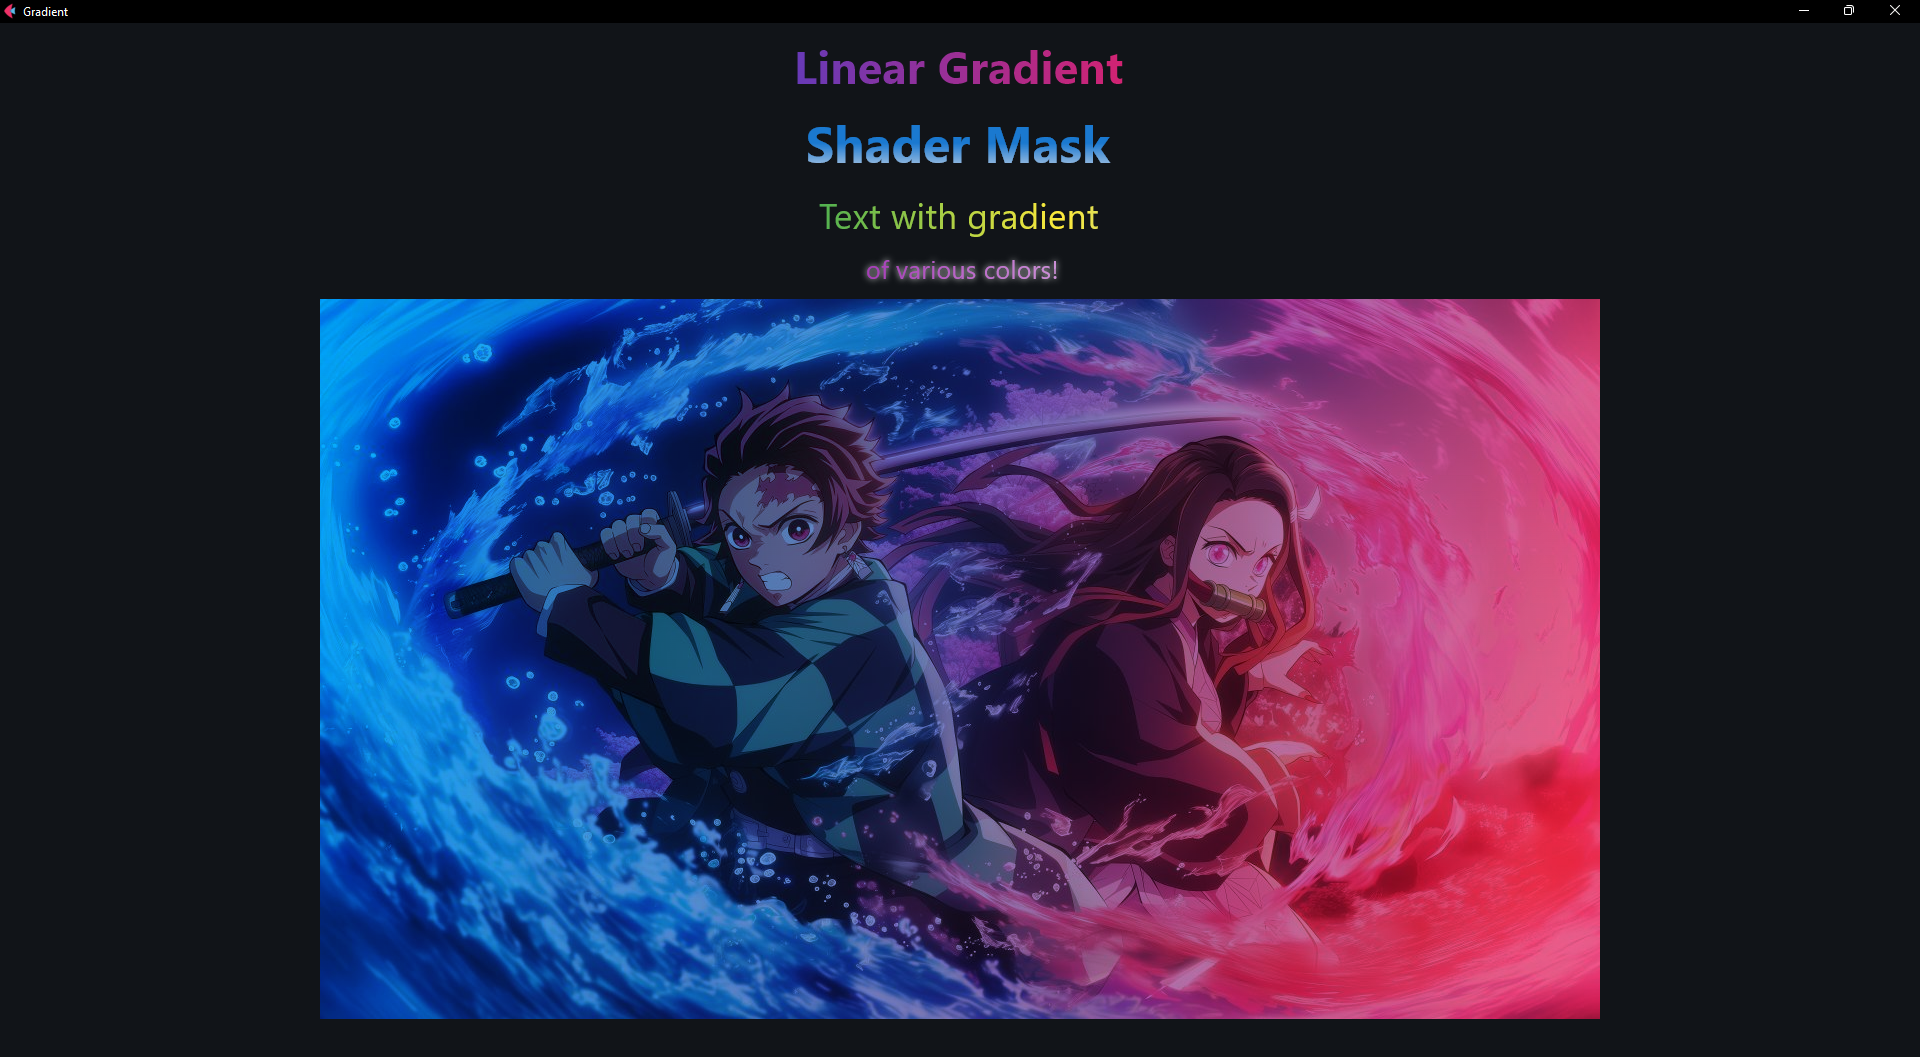 Gradient
Linear Gradient
Shader Mask
Text with gradient
of various colors!